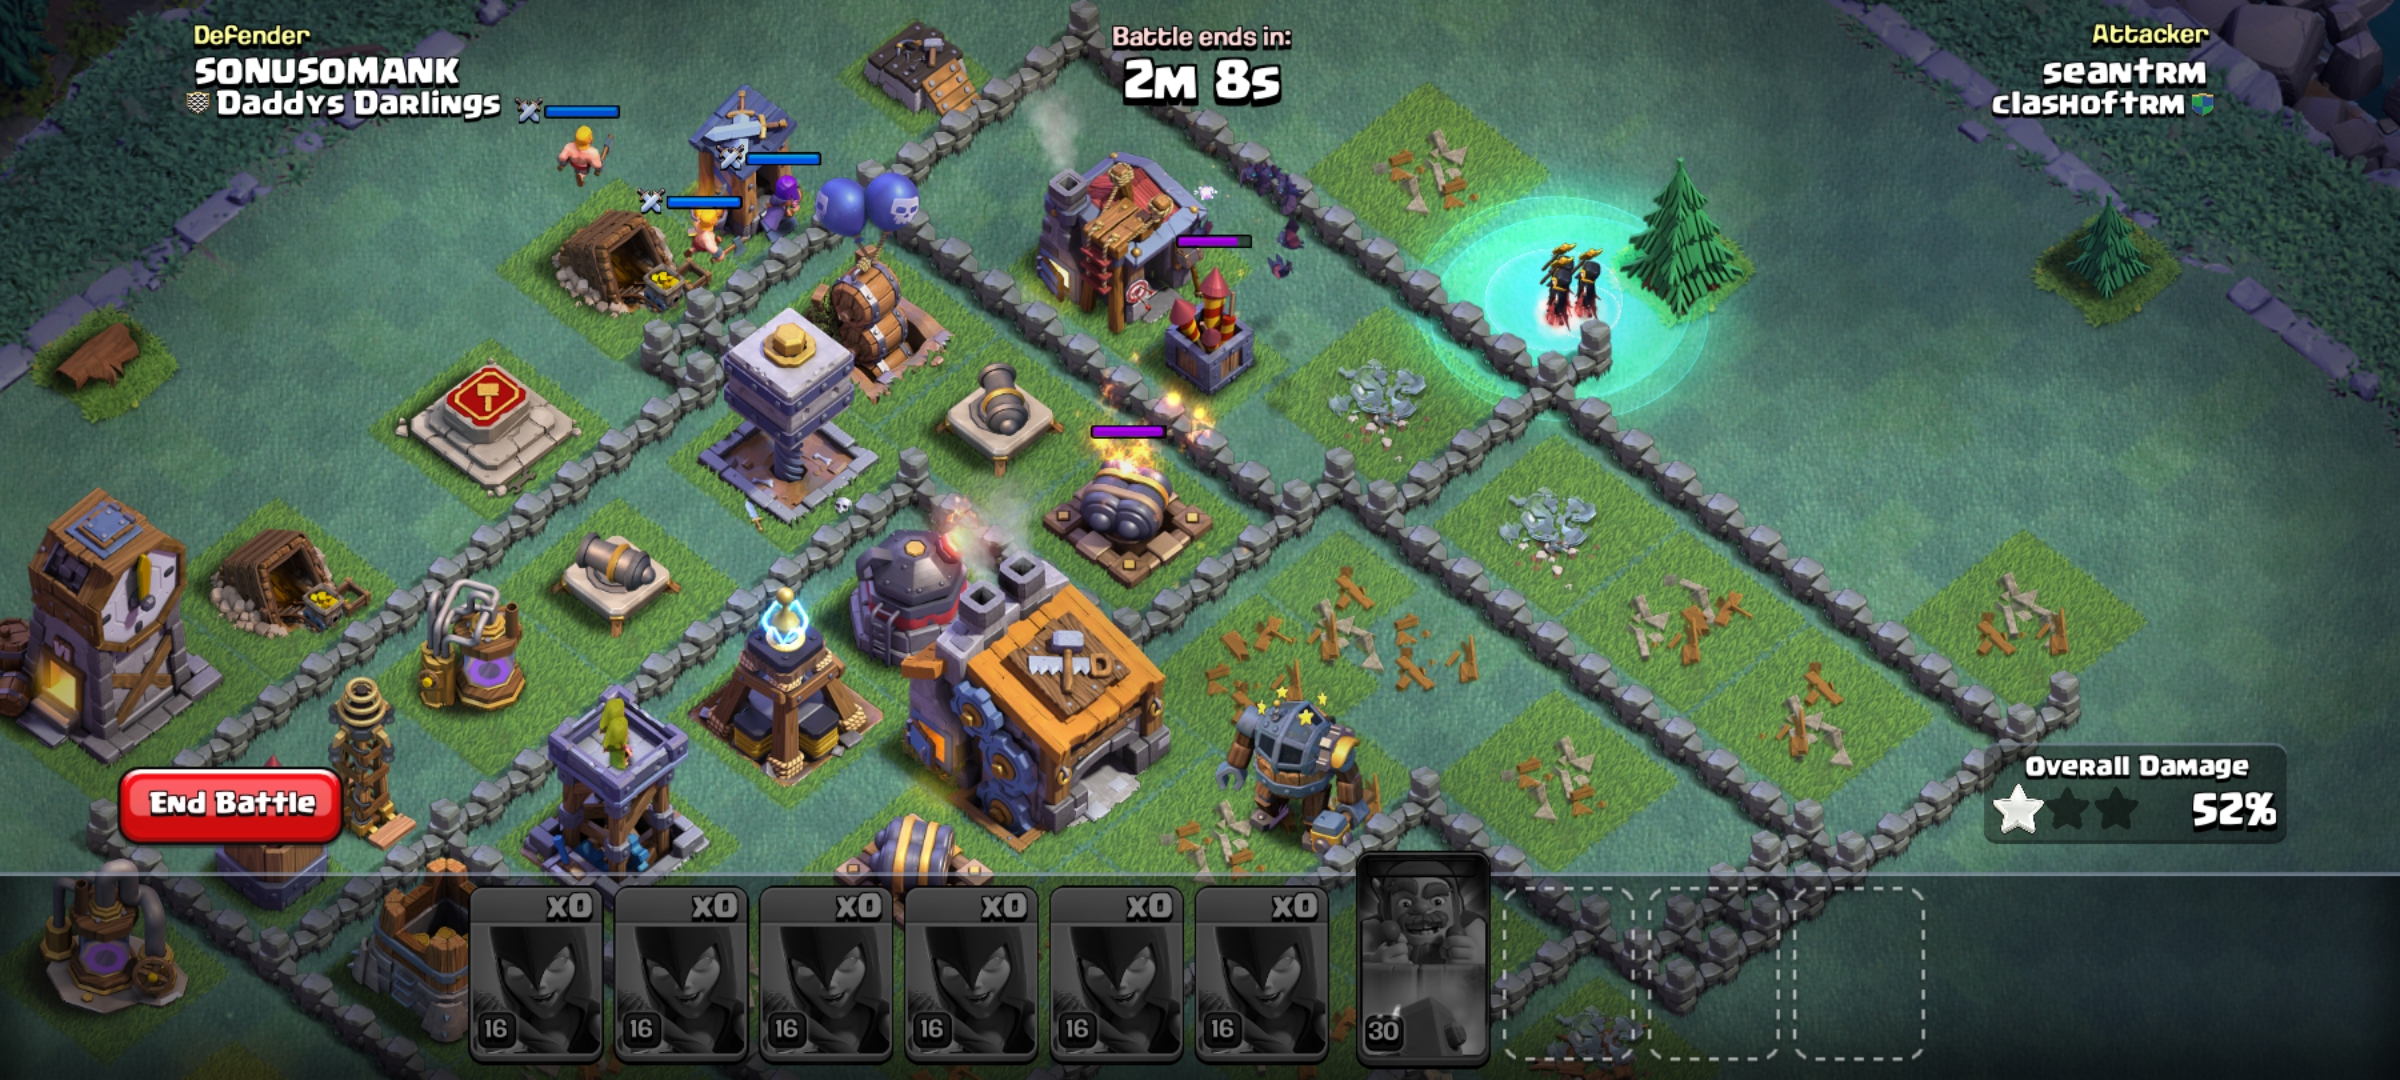 Defender
SONUSOMANK
Daddys Darlings
Battle ends in:
2M 8s
Attacker
seantRM
clashoftRM
End Battle
Overall Damage
52%
x0
x0
x0
x0
x0
x0
16
16
16
16
16
16
30